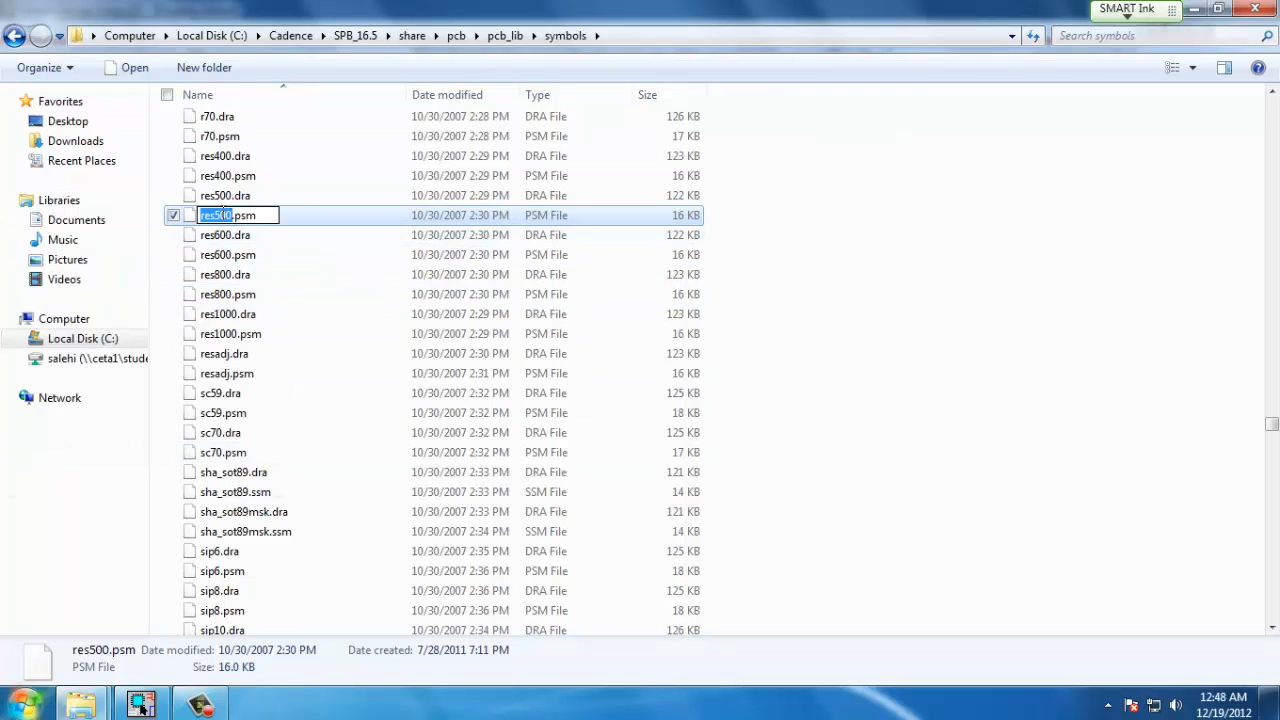 SMART Ink
Computer Local Disk (C:) Cadence SPB_16.5 share pcb pcb_lib symbols
Search symbols
Organize Open New folder
Name Date modified Type Size
Favorites
Desktop
Downloads
Recent Places
Libraries
Documents
Music
Pictures
Videos
Computer
Local Disk (C:)
salehi (\\ceta1\stude
Network
r70.dra 10/30/2007 2:28 PM DRA File 126 KB
r70.psm 10/30/2007 2:28 PM PSM File 17 KB
res400.dra 10/30/2007 2:29 PM DRA File 123 KB
res400.psm 10/30/2007 2:29 PM PSM File 16 KB
res500.dra 10/30/2007 2:29 PM DRA File 122 KB
res500.psm 10/30/2007 2:30 PM PSM File 16 KB
res600.dra 10/30/2007 2:30 PM DRA File 122 KB
res600.psm 10/30/2007 2:30 PM PSM File 16 KB
res800.dra 10/30/2007 2:30 PM DRA File 123 KB
res800.psm 10/30/2007 2:30 PM PSM File 16 KB
res1000.dra 10/30/2007 2:29 PM DRA File 123 KB
res1000.psm 10/30/2007 2:29 PM PSM File 16 KB
resadj.dra 10/30/2007 2:30 PM DRA File 123 KB
resadj.psm 10/30/2007 2:31 PM PSM File 16 KB
sc59.dra 10/30/2007 2:32 PM DRA File 125 KB
sc59.psm 10/30/2007 2:32 PM PSM File 18 KB
sc70.dra 10/30/2007 2:32 PM DRA File 125 KB
sc70.psm 10/30/2007 2:32 PM PSM File 17 KB
sha_sot89.dra 10/30/2007 2:33 PM DRA File 121 KB
sha_sot89.ssm 10/30/2007 2:33 PM SSM File 14 KB
sha_sot89msk.dra 10/30/2007 2:33 PM DRA File 121 KB
sha_sot89msk.ssm 10/30/2007 2:34 PM SSM File 14 KB
sip6.dra 10/30/2007 2:35 PM DRA File 125 KB
sip6.psm 10/30/2007 2:36 PM PSM File 18 KB
sip8.dra 10/30/2007 2:36 PM DRA File 125 KB
sip8.psm 10/30/2007 2:36 PM PSM File 18 KB
sip10.dra 10/30/2007 2:34 PM DRA File 126 KB
res500.psm Date modified: 10/30/2007 2:30 PM Date created: 7/28/2011 7:11 PM
PSM File Size: 16.0 KB
12:48 AM
12/19/2012